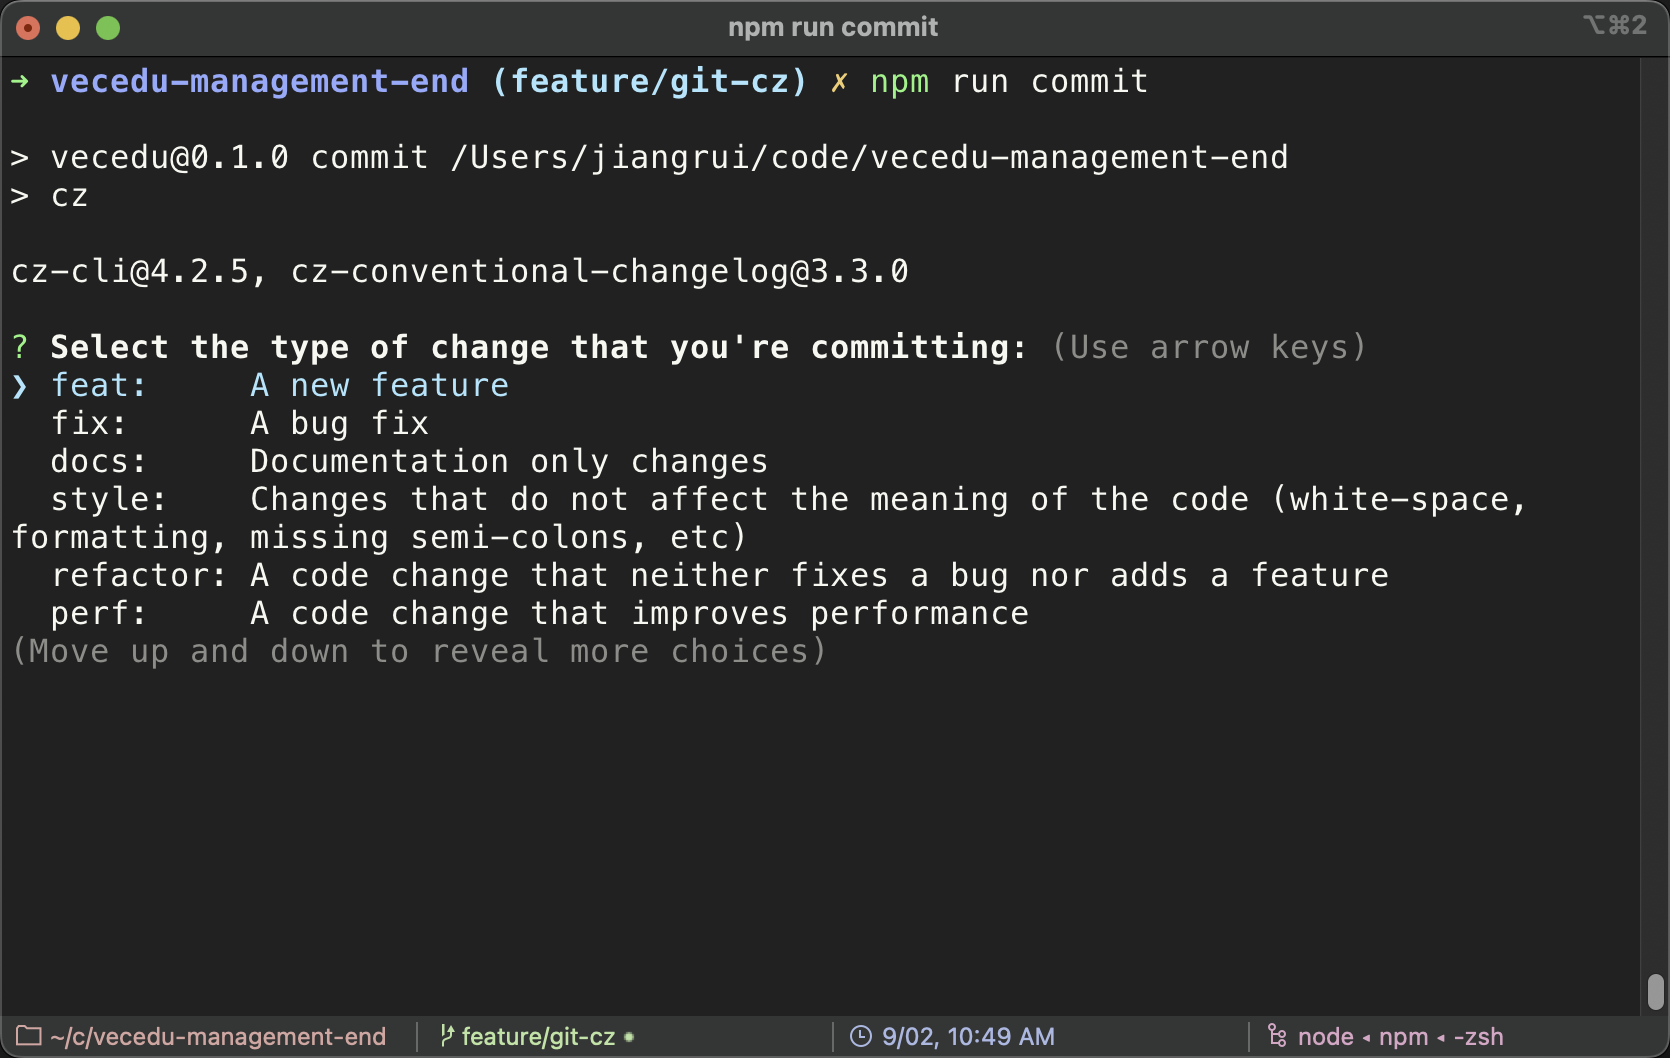 npm run commit
⌥⌘2
➜ vecedu-management-end (feature/git-cz) ✗ npm run commit
> vecedu@0.1.0 commit /Users/jiangrui/code/vecedu-management-end
> cz
cz-cli@4.2.5, cz-conventional-changelog@3.3.0
? Select the type of change that you're committing: (Use arrow keys)
❯ feat:     A new feature
  fix:      A bug fix
  docs:     Documentation only changes
  style:    Changes that do not affect the meaning of the code (white-space,
formatting, missing semi-colons, etc)
  refactor: A code change that neither fixes a bug nor adds a feature
  perf:     A code change that improves performance
(Move up and down to reveal more choices)
~/c/vecedu-management-end
feature/git-cz •
9/02, 10:49 AM
node ◂ npm ◂ -zsh